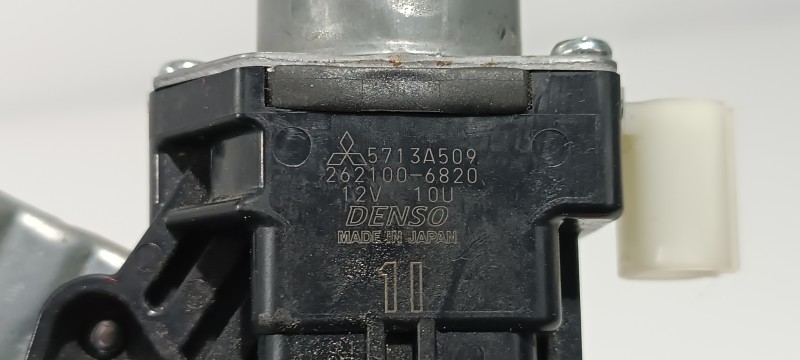 5713A509
262100-6820
12V 10U
DENSO
MADE IN JAPAN
11